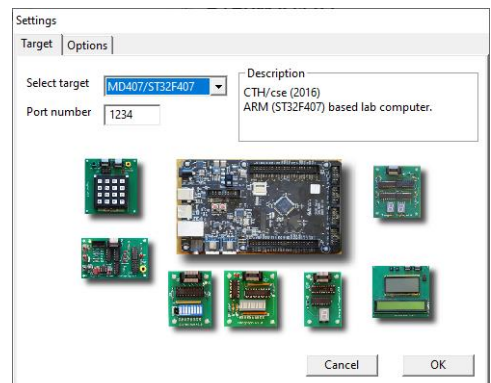 Settings
Target
Options
Select target
MD407/ST32F407
Port number
1234
Description
CTH/cse (2016)
ARM (ST32F407) based lab computer.
Cancel
OK